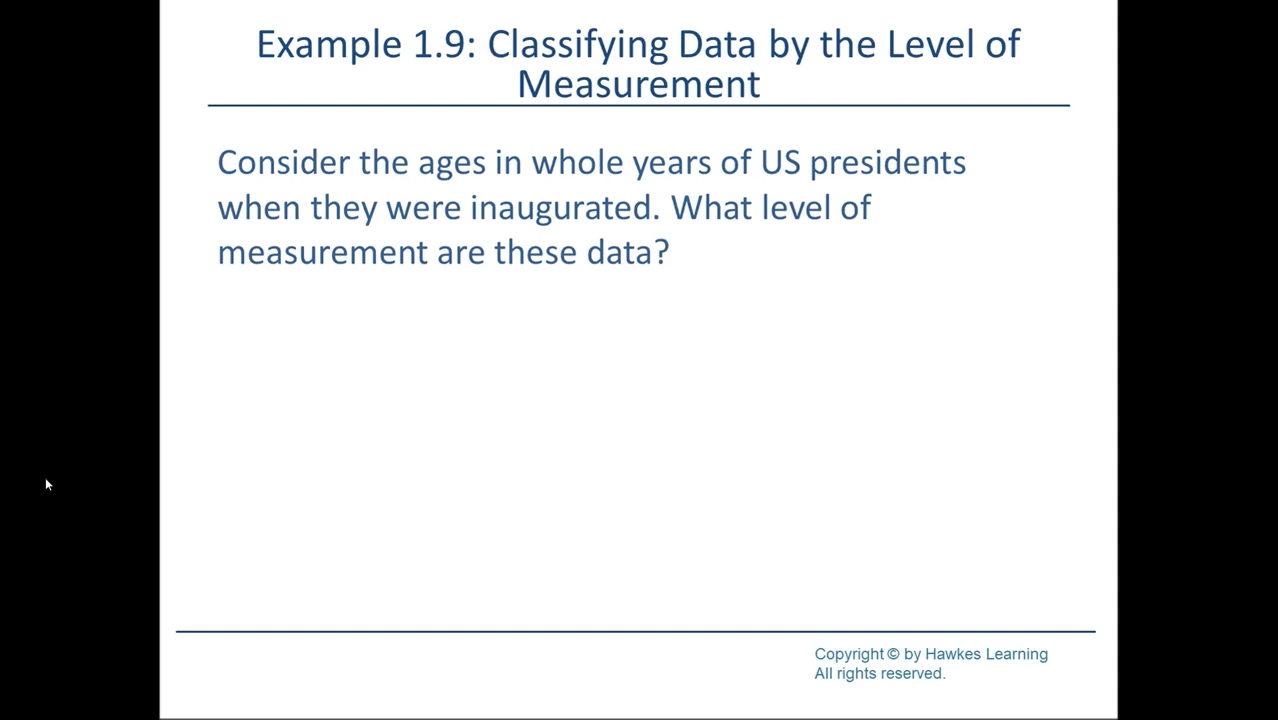 Example 1.9: Classifying Data by the Level of
Measurement
Consider the ages in whole years of US presidents
when they were inaugurated. What level of
measurement are these data?
Copyright © by Hawkes Learning
All rights reserved.